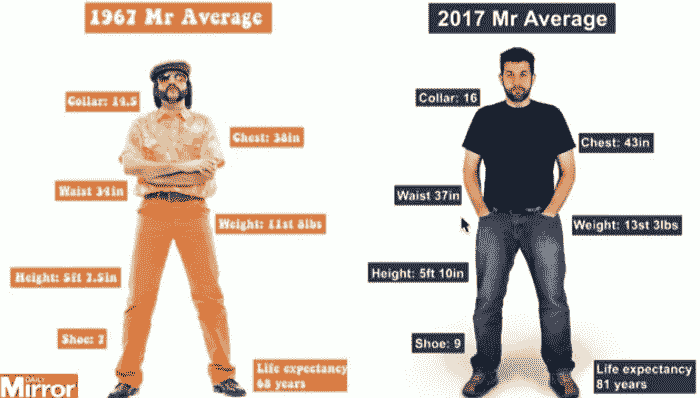 1967 Mr Average
Collar: 14.5
Chest: 38in
Waist 34in
Weight: 11st 8lbs
Height: 5ft 7.5in
Shoe: 7
Life expectancy
68 years
DAILY
Mirror
2017 Mr Average
Collar: 16
Chest: 43in
Waist 37in
Weight: 13st 3lbs
Height: 5ft 10in
Shoe: 9
Life expectancy
81 years